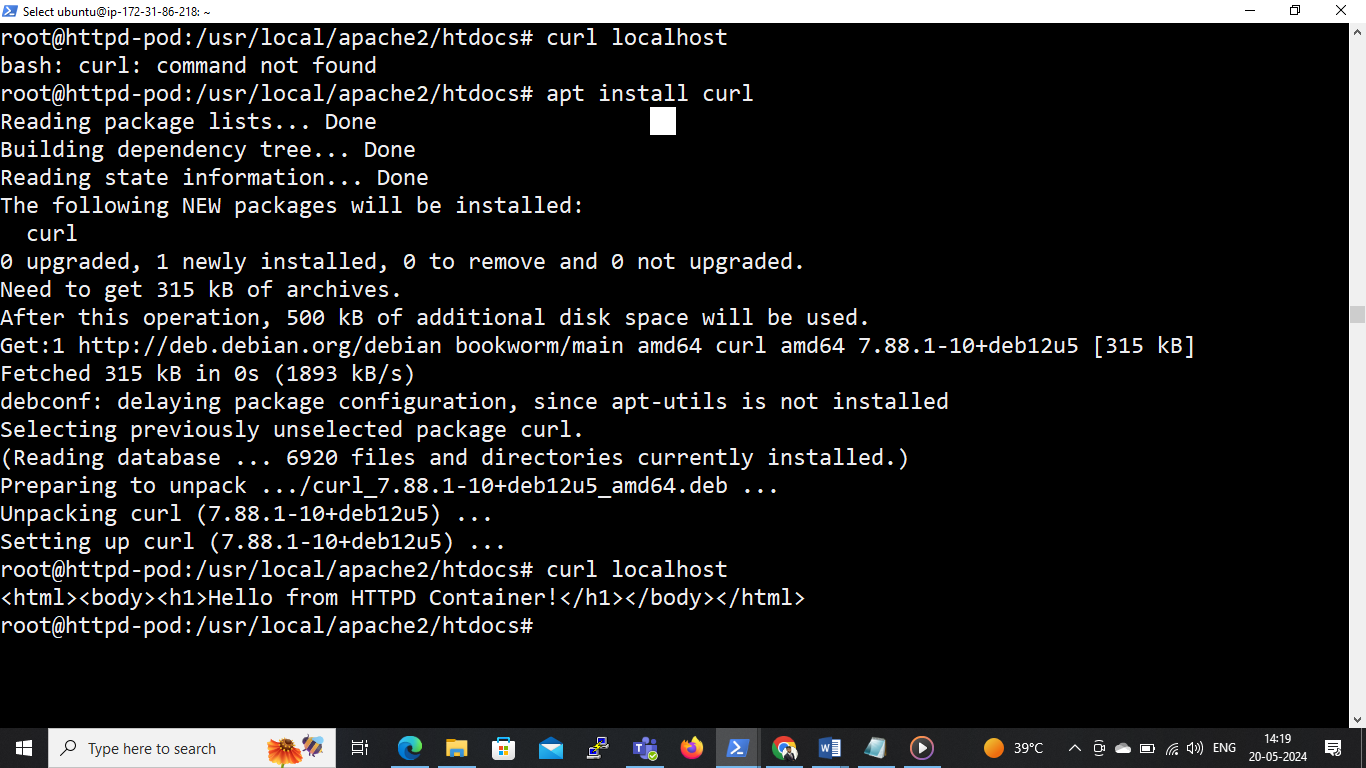 Select ubuntu@ip-172-31-86-218: ~
root@httpd-pod:/usr/local/apache2/htdocs# curl localhost
bash: curl: command not found
root@httpd-pod:/usr/local/apache2/htdocs# apt install curl
Reading package lists... Done
Building dependency tree... Done
Reading state information... Done
The following NEW packages will be installed:
  curl
0 upgraded, 1 newly installed, 0 to remove and 0 not upgraded.
Need to get 315 kB of archives.
After this operation, 500 kB of additional disk space will be used.
Get:1 http://deb.debian.org/debian bookworm/main amd64 curl amd64 7.88.1-10+deb12u5 [315 kB]
Fetched 315 kB in 0s (1893 kB/s)
debconf: delaying package configuration, since apt-utils is not installed
Selecting previously unselected package curl.
(Reading database ... 6920 files and directories currently installed.)
Preparing to unpack .../curl_7.88.1-10+deb12u5_amd64.deb ...
Unpacking curl (7.88.1-10+deb12u5) ...
Setting up curl (7.88.1-10+deb12u5) ...
root@httpd-pod:/usr/local/apache2/htdocs# curl localhost
<html><body><h1>Hello from HTTPD Container!</h1></body></html>
root@httpd-pod:/usr/local/apache2/htdocs#
Type here to search
39°C
ENG
14:19
20-05-2024